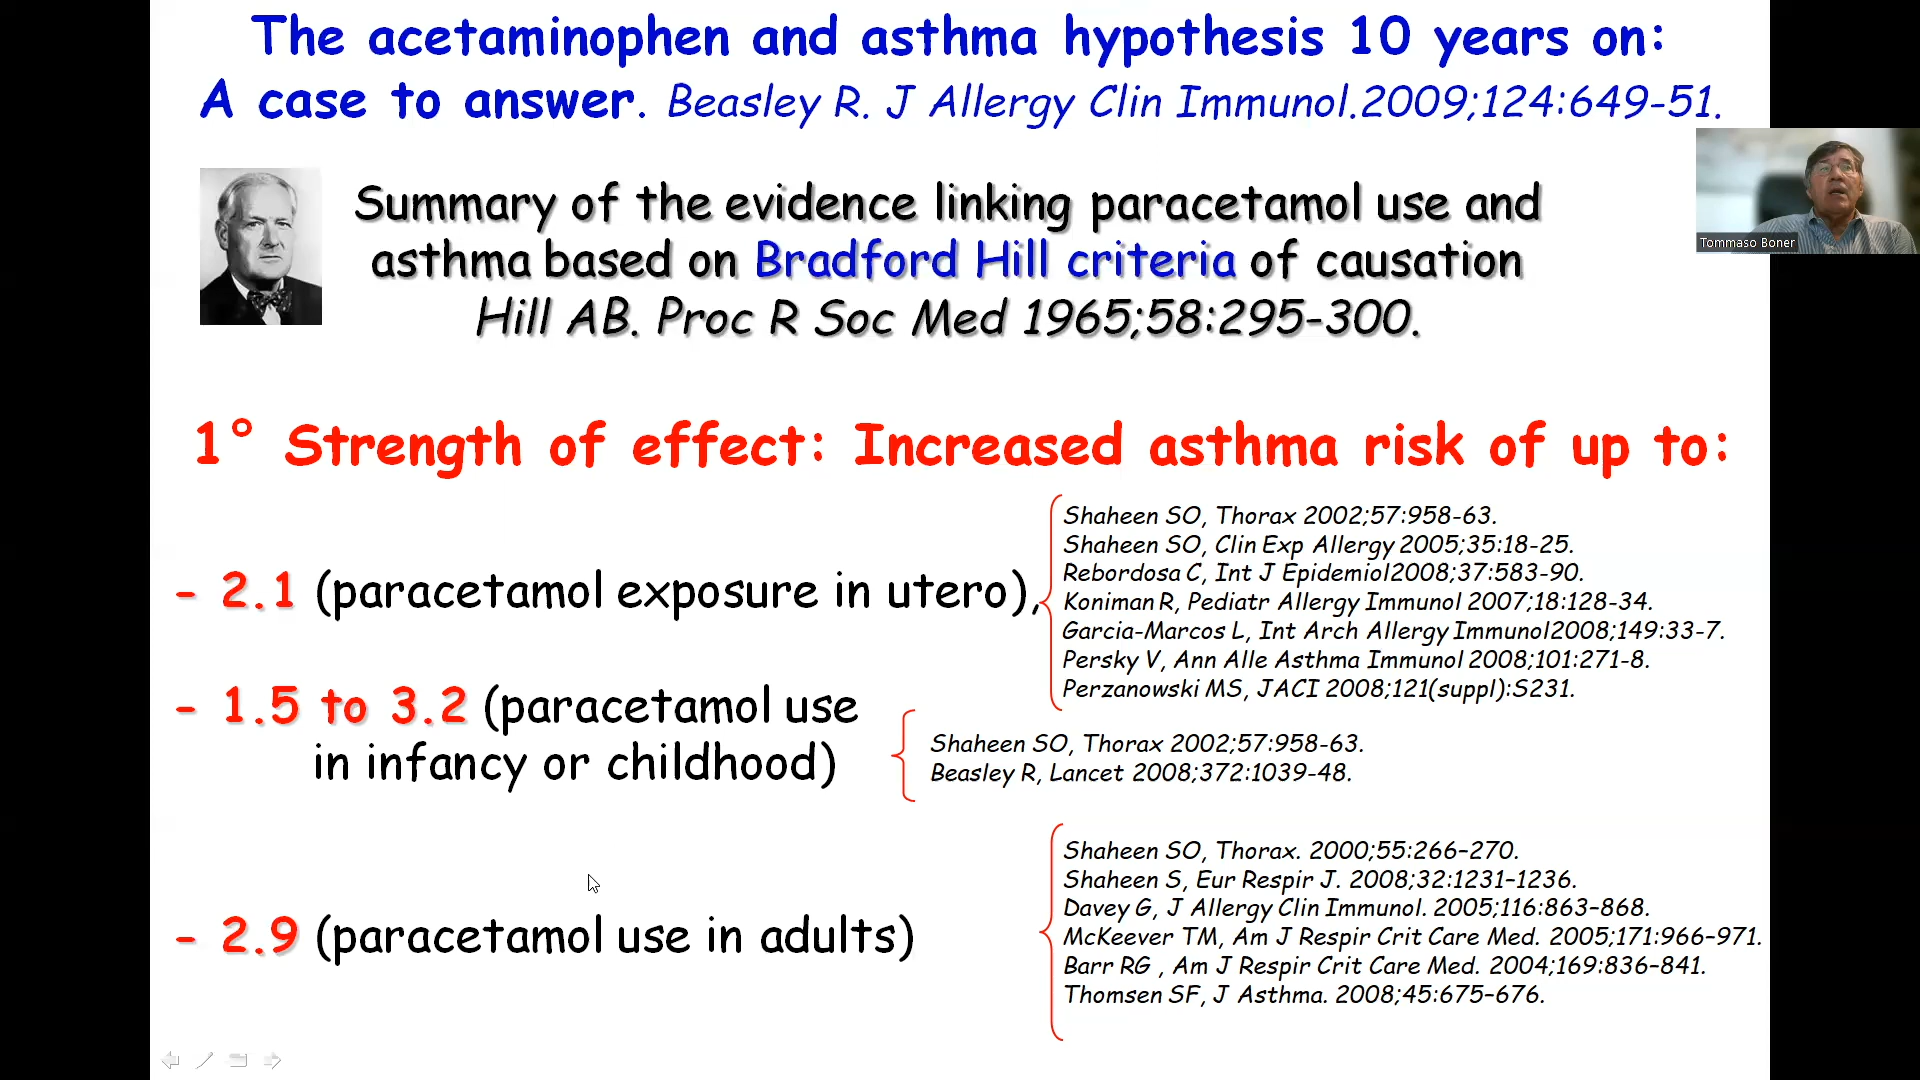 The acetaminophen and asthma hypothesis 10 years on:
A case to answer. Beasley R. J Allergy Clin Immunol.2009;124:649-51.
Tommaso Boner
Summary of the evidence linking paracetamol use and
asthma based on Bradford Hill criteria of causation
Hill AB. Proc R Soc Med 1965;58:295-300.
1° Strength of effect: Increased asthma risk of up to:
- 2.1 (paracetamol exposure in utero),
Shaheen SO, Thorax 2002;57:958-63.
Shaheen SO, Clin Exp Allergy 2005;35:18-25.
Rebordosa C, Int J Epidemiol2008;37:583-90.
Koniman R, Pediatr Allergy Immunol 2007;18:128-34.
Garcia-Marcos L, Int Arch Allergy Immunol2008;149:33-7.
Persky V, Ann Alle Asthma Immunol 2008;101:271-8.
Perzanowski MS, JACI 2008;121(suppl):S231.
- 1.5 to 3.2 (paracetamol use
in infancy or childhood)
Shaheen SO, Thorax 2002;57:958-63.
Beasley R, Lancet 2008;372:1039-48.
- 2.9 (paracetamol use in adults)
Shaheen SO, Thorax. 2000;55:266–270.
Shaheen S, Eur Respir J. 2008;32:1231–1236.
Davey G, J Allergy Clin Immunol. 2005;116:863–868.
McKeever TM, Am J Respir Crit Care Med. 2005;171:966–971.
Barr RG , Am J Respir Crit Care Med. 2004;169:836–841.
Thomsen SF, J Asthma. 2008;45:675–676.